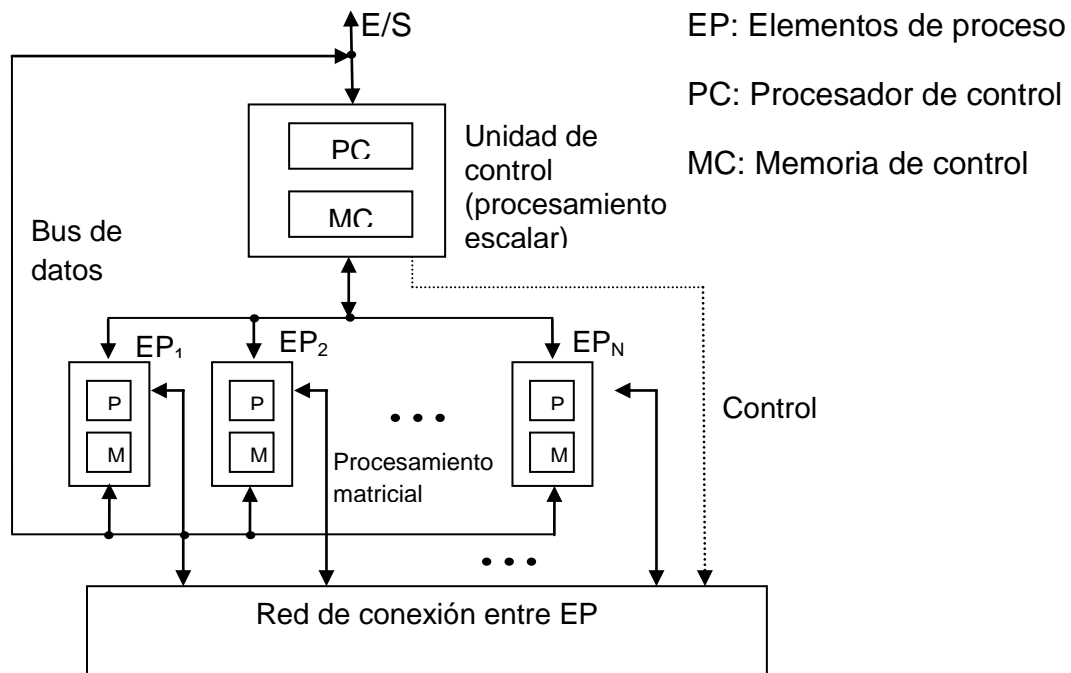 E/S
EP: Elementos de proceso
PC: Procesador de control
MC: Memoria de control
PC
MC
Unidad de
control
(procesamiento
escalar)
Bus de
datos
EP₁
EP₂
EP_N
P
M
P
M
P
M
• • •
Procesamiento
matricial
Control
• • •
Red de conexión entre EP